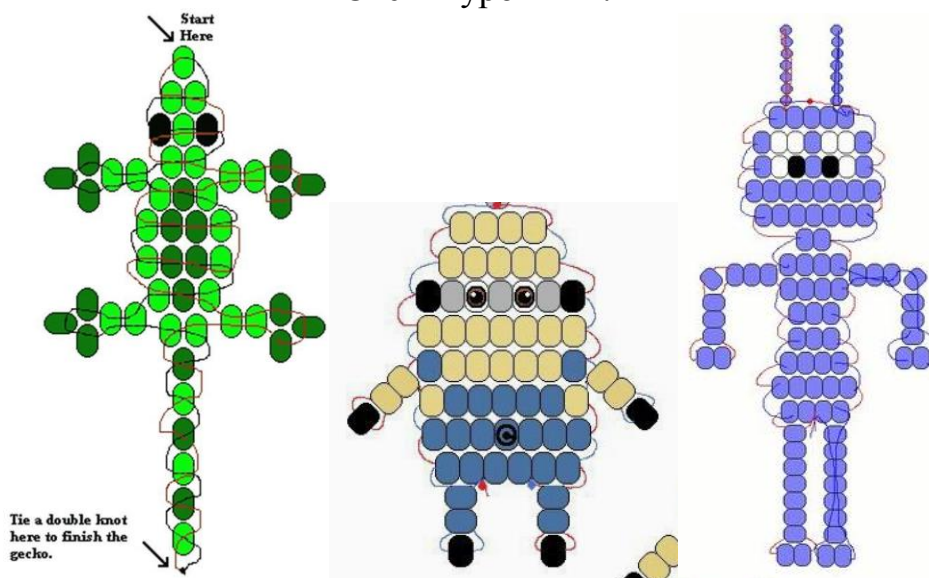 Start
Here
Tie a double knot
here to finish the
gecko.